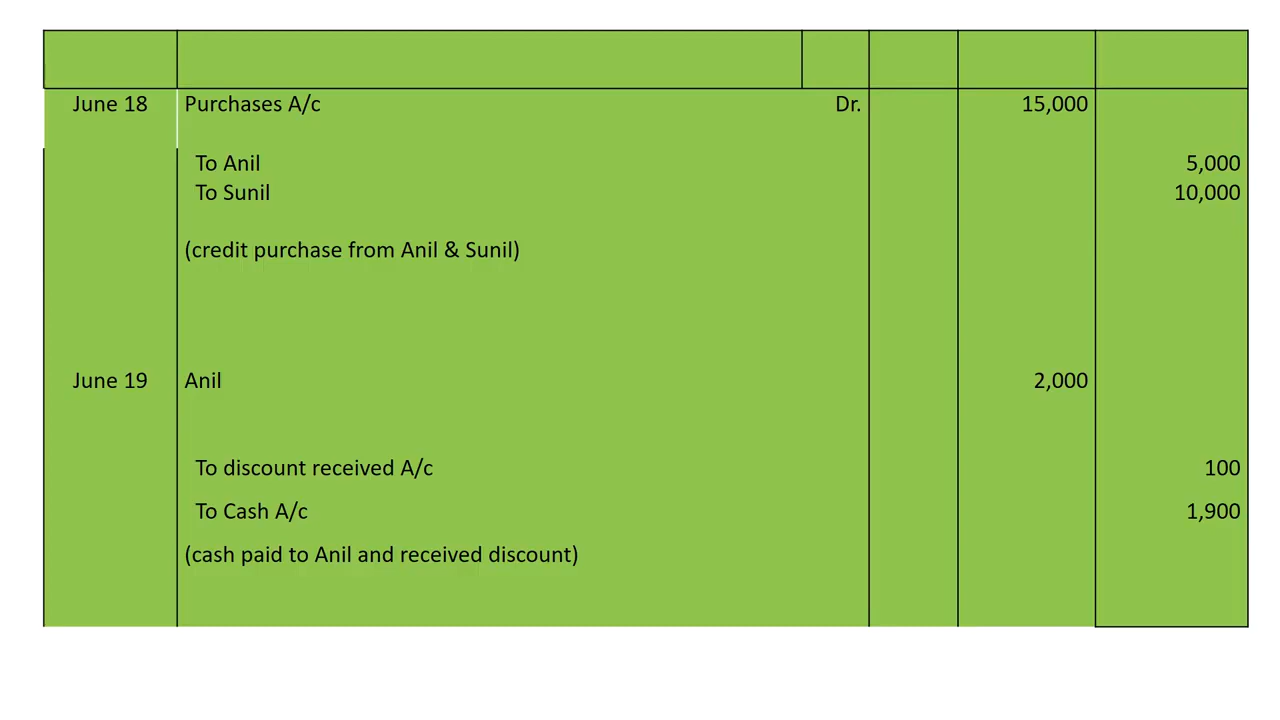 June 18 Purchases A/c Dr. 15,000
To Anil 5,000
To Sunil 10,000
(credit purchase from Anil & Sunil)
June 19 Anil 2,000
To discount received A/c 100
To Cash A/c 1,900
(cash paid to Anil and received discount)